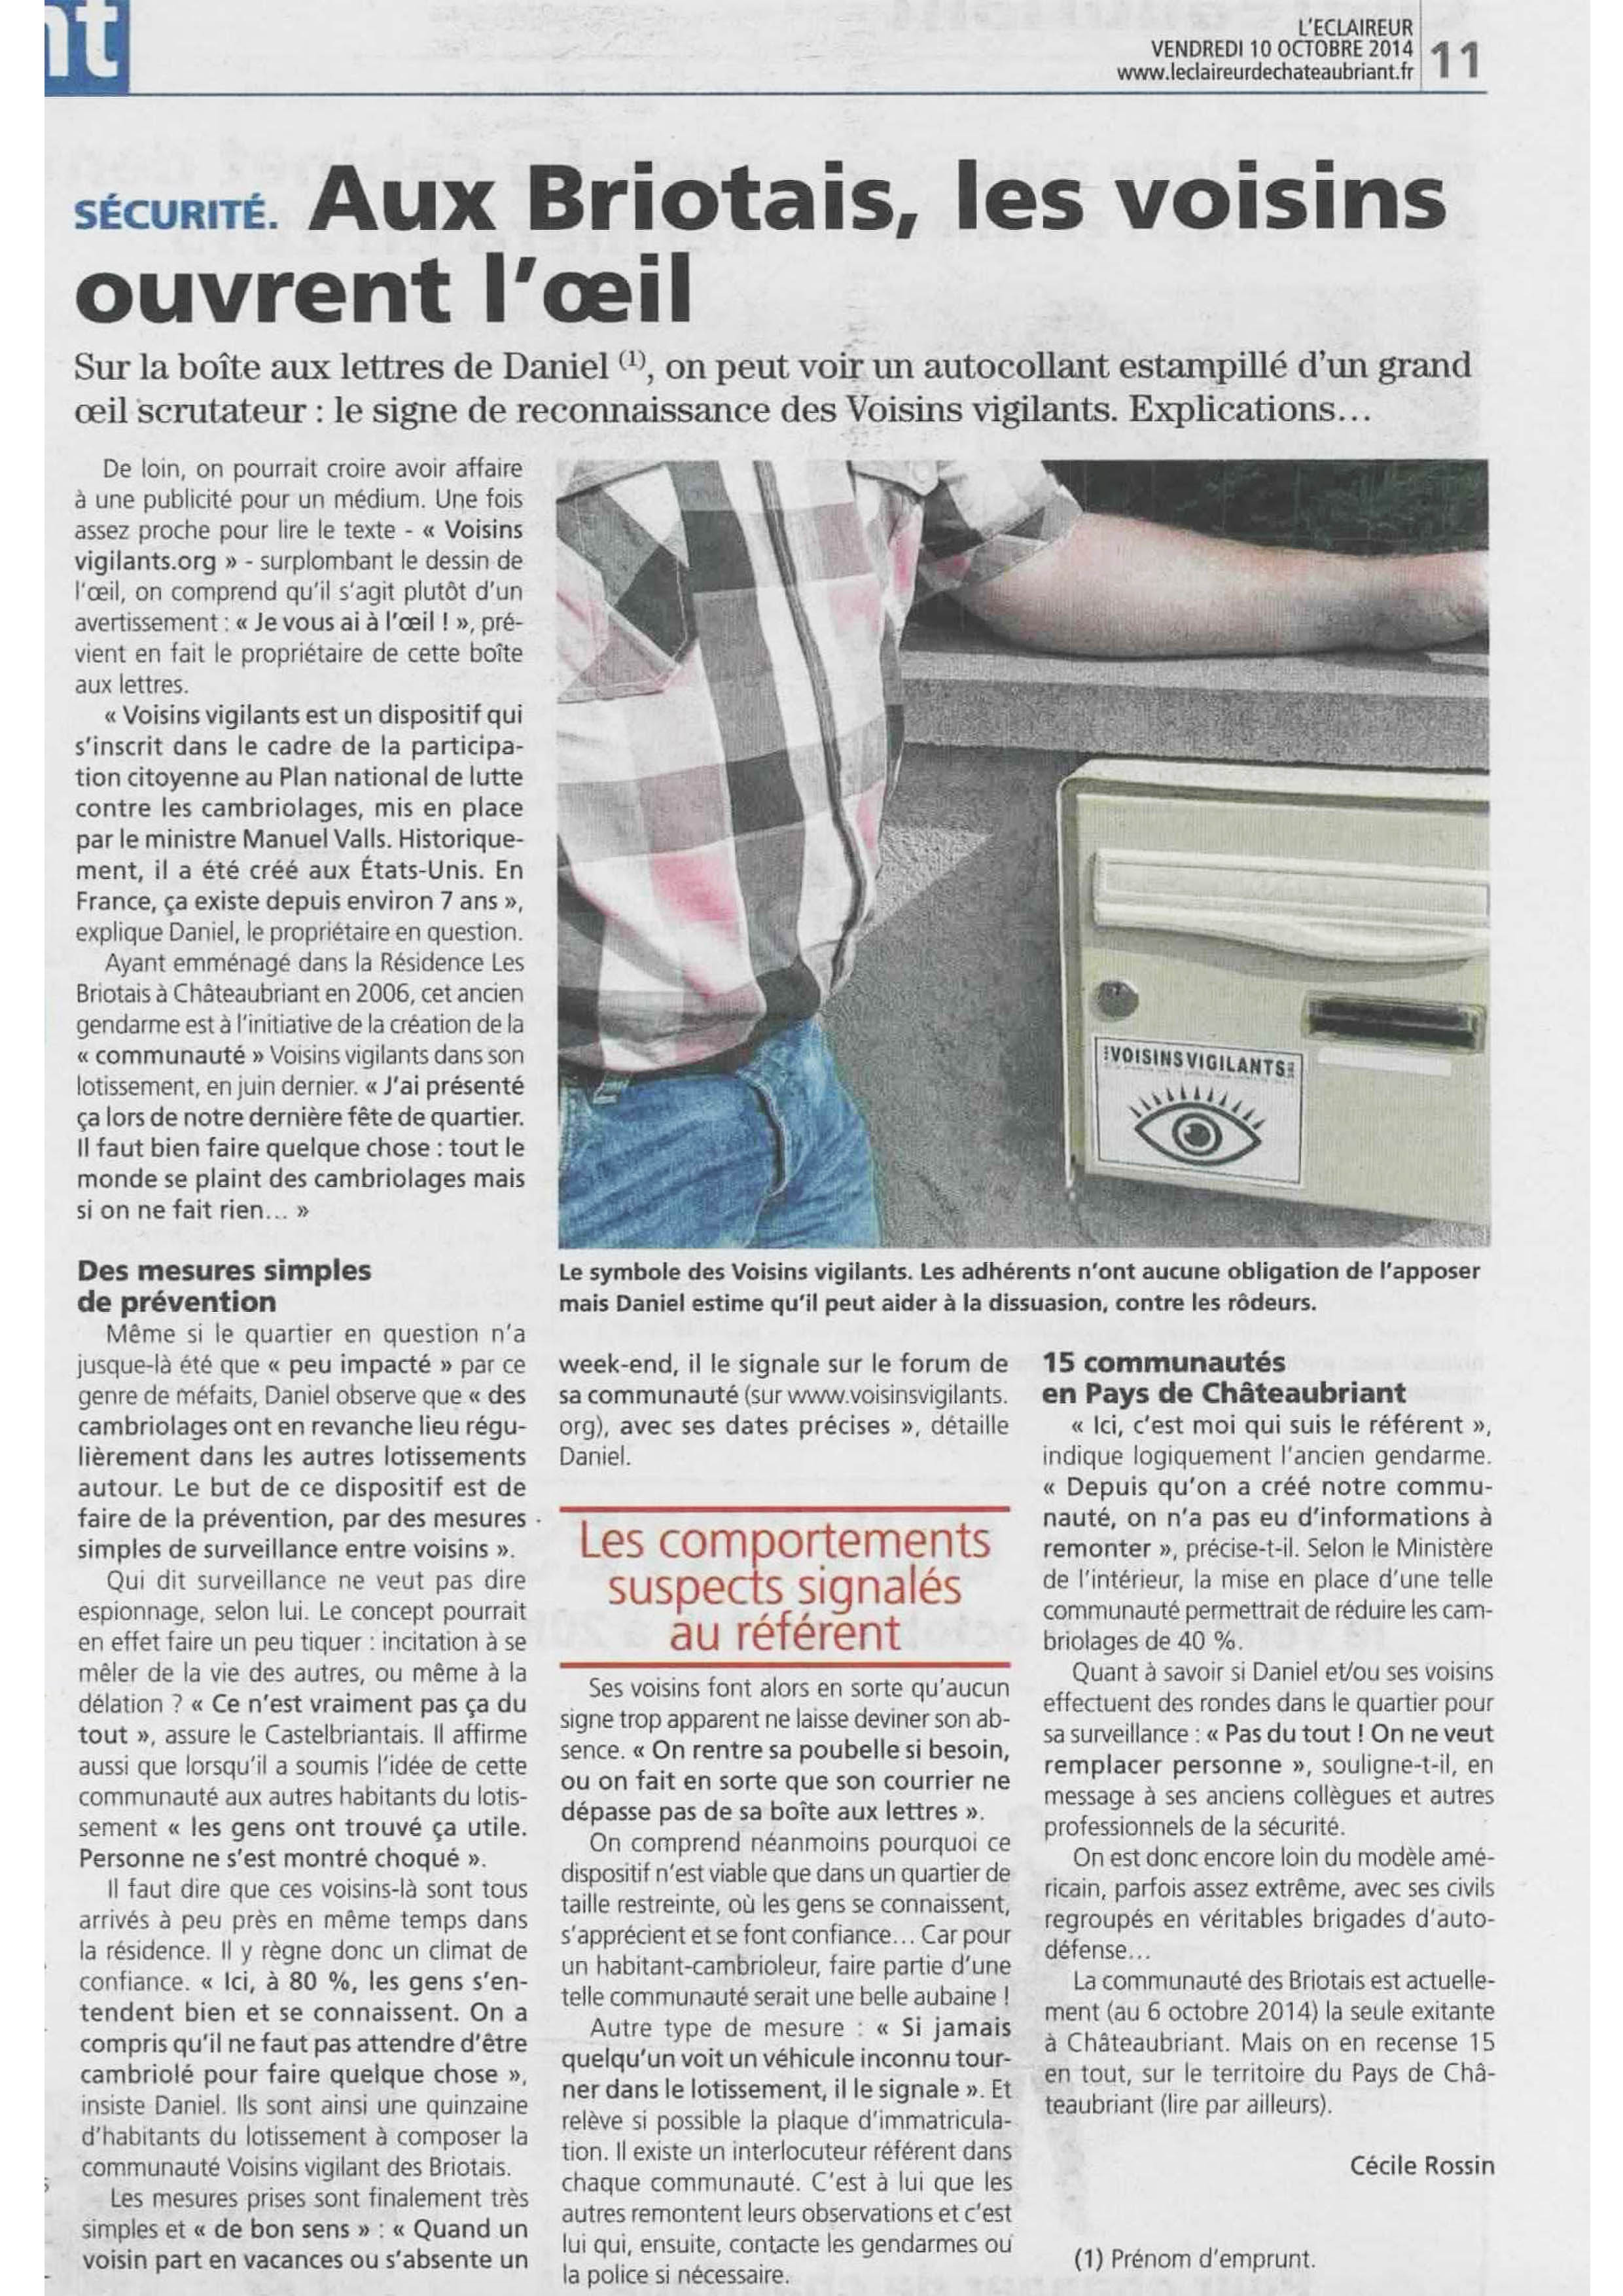 nt
L'ECLAIREUR
VENDREDI 10 OCTOBRE 2014
www.leclaireurdechateaubriant.fr
11
SÉCURITÉ. Aux Briotais, les voisins
ouvrent l'œil
Sur la boîte aux lettres de Daniel (1), on peut voir un autocollant estampillé d'un grand
œil scrutateur : le signe de reconnaissance des Voisins vigilants. Explications...
De loin, on pourrait croire avoir affaire
à une publicité pour un médium. Une fois
assez proche pour lire le texte - « Voisins
vigilants.org » - surplombant le dessin de
l'œil, on comprend qu'il s'agit plutôt d'un
avertissement : « Je vous ai à l'œil ! », pré-
vient en fait le propriétaire de cette boîte
aux lettres.
« Voisins vigilants est un dispositif qui
s'inscrit dans le cadre de la participa-
tion citoyenne au Plan national de lutte
contre les cambriolages, mis en place
par le ministre Manuel Valls. Historique-
ment, il a été créé aux États-Unis. En
France, ça existe depuis environ 7 ans »,
explique Daniel, le propriétaire en question.
Ayant emménagé dans la Résidence Les
Briotais à Châteaubriant en 2006, cet ancien
gendarme est à l'initiative de la création de la
« communauté » Voisins vigilants dans son
lotissement, en juin dernier. « J'ai présenté
ça lors de notre dernière fête de quartier.
Il faut bien faire quelque chose : tout le
monde se plaint des cambriolages mais
si on ne fait rien... »
Des mesures simples
de prévention
Même si le quartier en question n'a
jusque-là été que « peu impacté » par ce
genre de méfaits, Daniel observe que « des
cambriolages ont en revanche lieu régu-
lièrement dans les autres lotissements
autour. Le but de ce dispositif est de
faire de la prévention, par des mesures
simples de surveillance entre voisins ».
Qui dit surveillance ne veut pas dire
espionnage, selon lui. Le concept pourrait
en effet faire un peu tiquer : incitation à se
mêler de la vie des autres, ou même à la
délation ? « Ce n'est vraiment pas ça du
tout », assure le Castelbriantais. Il affirme
aussi que lorsqu'il a soumis l'idée de cette
communauté aux autres habitants du lotis-
sement « les gens ont trouvé ça utile.
Personne ne s'est montré choqué ».
Il faut dire que ces voisins-là sont tous
arrivés à peu près en même temps dans
la résidence. Il y règne donc un climat de
confiance. « Ici, à 80 %, les gens s'en-
tendent bien et se connaissent. On a
compris qu'il ne faut pas attendre d'être
cambriolé pour faire quelque chose »,
insiste Daniel. Ils sont ainsi une quinzaine
d'habitants du lotissement à composer la
communauté Voisins vigilant des Briotais.
Les mesures prises sont finalement très
simples et « de bon sens » : « Quand un
voisin part en vacances ou s'absente un
VOISINS VIGILANTS
Le symbole des Voisins vigilants. Les adhérents n'ont aucune obligation de l'apposer
mais Daniel estime qu'il peut aider à la dissuasion, contre les rôdeurs.
week-end, il le signale sur le forum de
sa communauté (sur www.voisinsvigilants.
org), avec ses dates précises », détaille
Daniel.
Les comportements
suspects signalés
au référent
Ses voisins font alors en sorte qu'aucun
signe trop apparent ne laisse deviner son ab-
sence. « On rentre sa poubelle si besoin,
ou on fait en sorte que son courrier ne
dépasse pas de sa boîte aux lettres ».
On comprend néanmoins pourquoi ce
dispositif n'est viable que dans un quartier de
taille restreinte, où les gens se connaissent,
s'apprécient et se font confiance... Car pour
un habitant-cambrioleur, faire partie d'une
telle communauté serait une belle aubaine !
Autre type de mesure : « Si jamais
quelqu'un voit un véhicule inconnu tour-
ner dans le lotissement, il le signale ». Et
relève si possible la plaque d'immatricula-
tion. Il existe un interlocuteur référent dans
chaque communauté. C'est à lui que les
autres remontent leurs observations et c'est
lui qui, ensuite, contacte les gendarmes ou
la police si nécessaire.
15 communautés
en Pays de Châteaubriant
« Ici, c'est moi qui suis le référent »,
indique logiquement l'ancien gendarme.
« Depuis qu'on a créé notre commu-
nauté, on n'a pas eu d'informations à
remonter », précise-t-il. Selon le Ministère
de l'intérieur, la mise en place d'une telle
communauté permettrait de réduire les cam-
briolages de 40 %.
Quant à savoir si Daniel et/ou ses voisins
effectuent des rondes dans le quartier pour
sa surveillance : « Pas du tout ! On ne veut
remplacer personne », souligne-t-il, en
message à ses anciens collègues et autres
professionnels de la sécurité.
On est donc encore loin du modèle amé-
ricain, parfois assez extrême, avec ses civils
regroupés en véritables brigades d'auto-
défense...
La communauté des Briotais est actuelle-
ment (au 6 octobre 2014) la seule exitante
à Châteaubriant. Mais on en recense 15
en tout, sur le territoire du Pays de Châ-
teaubriant (lire par ailleurs).
Cécile Rossin
(1) Prénom d'emprunt.